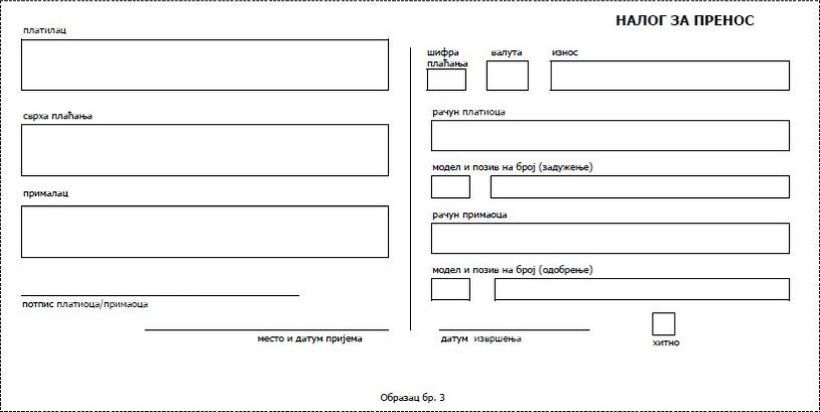 НАЛОГ ЗА ПРЕНОС
платилац
сврха плаћања
прималац
потпис платиоца/примаоца
место и датум пријема
шифра
плаћања
валута
износ
рачун платиоца
модел и позив на број (задужење)
рачун примаоца
модел и позив на број (одобрење)
датум извршења
хитно
Образац бр. 3